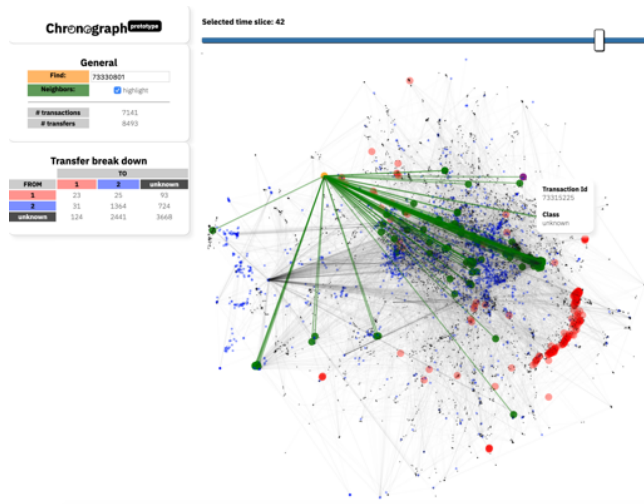 Chronograph prototype
Selected time slice: 42
General
Find: 73330801
Neighbors: highlight
# transactions 7141
# transfers 8493
Transfer break down
TO
FROM 1 2 unknown
1 23 25 93
2 31 1364 724
unknown 124 2441 3668
Transaction Id
73315225
Class
unknown